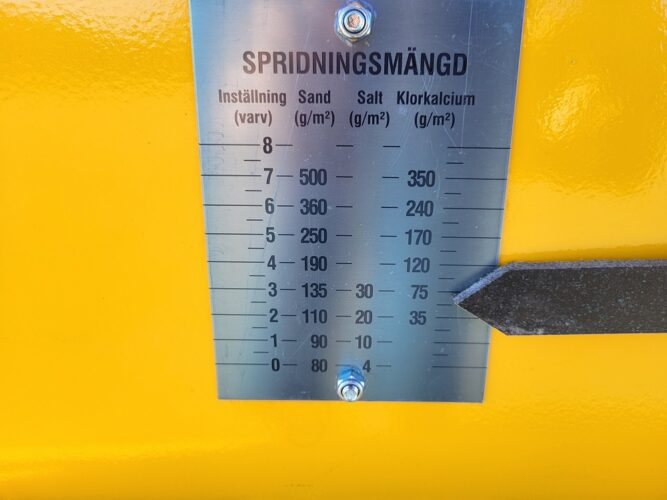 SPRIDNINGSMÄNGD
Inställning Sand Salt Klorkalcium
(varv) (g/m²) (g/m²) (g/m²)
8
7 500 350
6 360 240
5 250 170
4 190 120
3 135 30 75
2 110 20 35
1 90 10
0 80 4